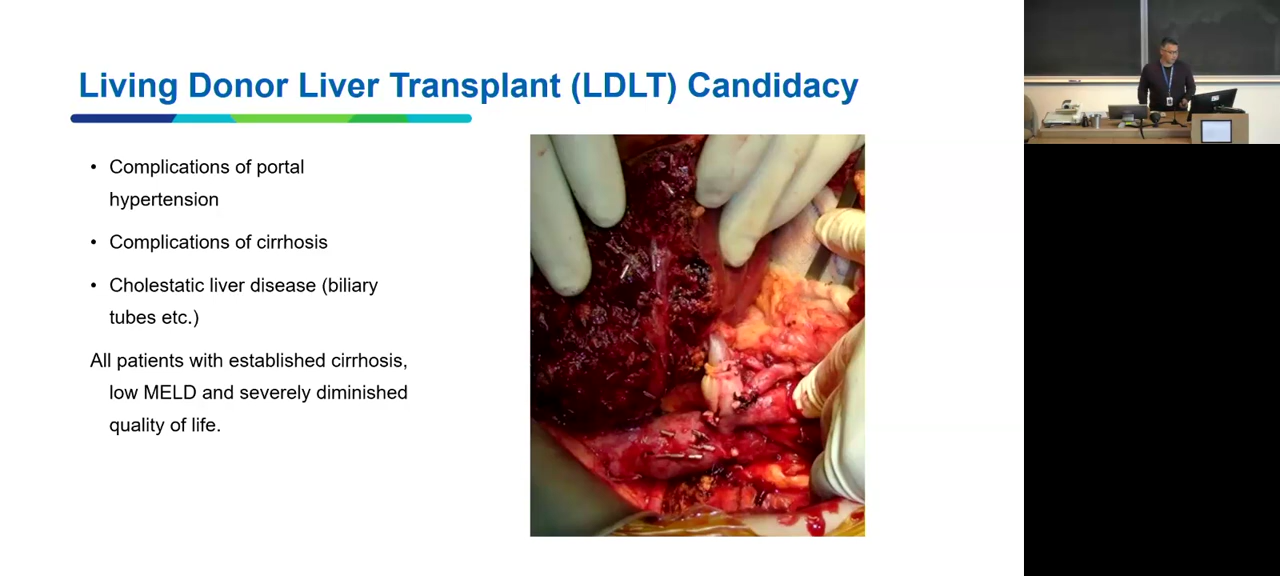 Living Donor Liver Transplant (LDLT) Candidacy
• Complications of portal
hypertension
• Complications of cirrhosis
• Cholestatic liver disease (biliary
tubes etc.)
All patients with established cirrhosis,
low MELD and severely diminished
quality of life.